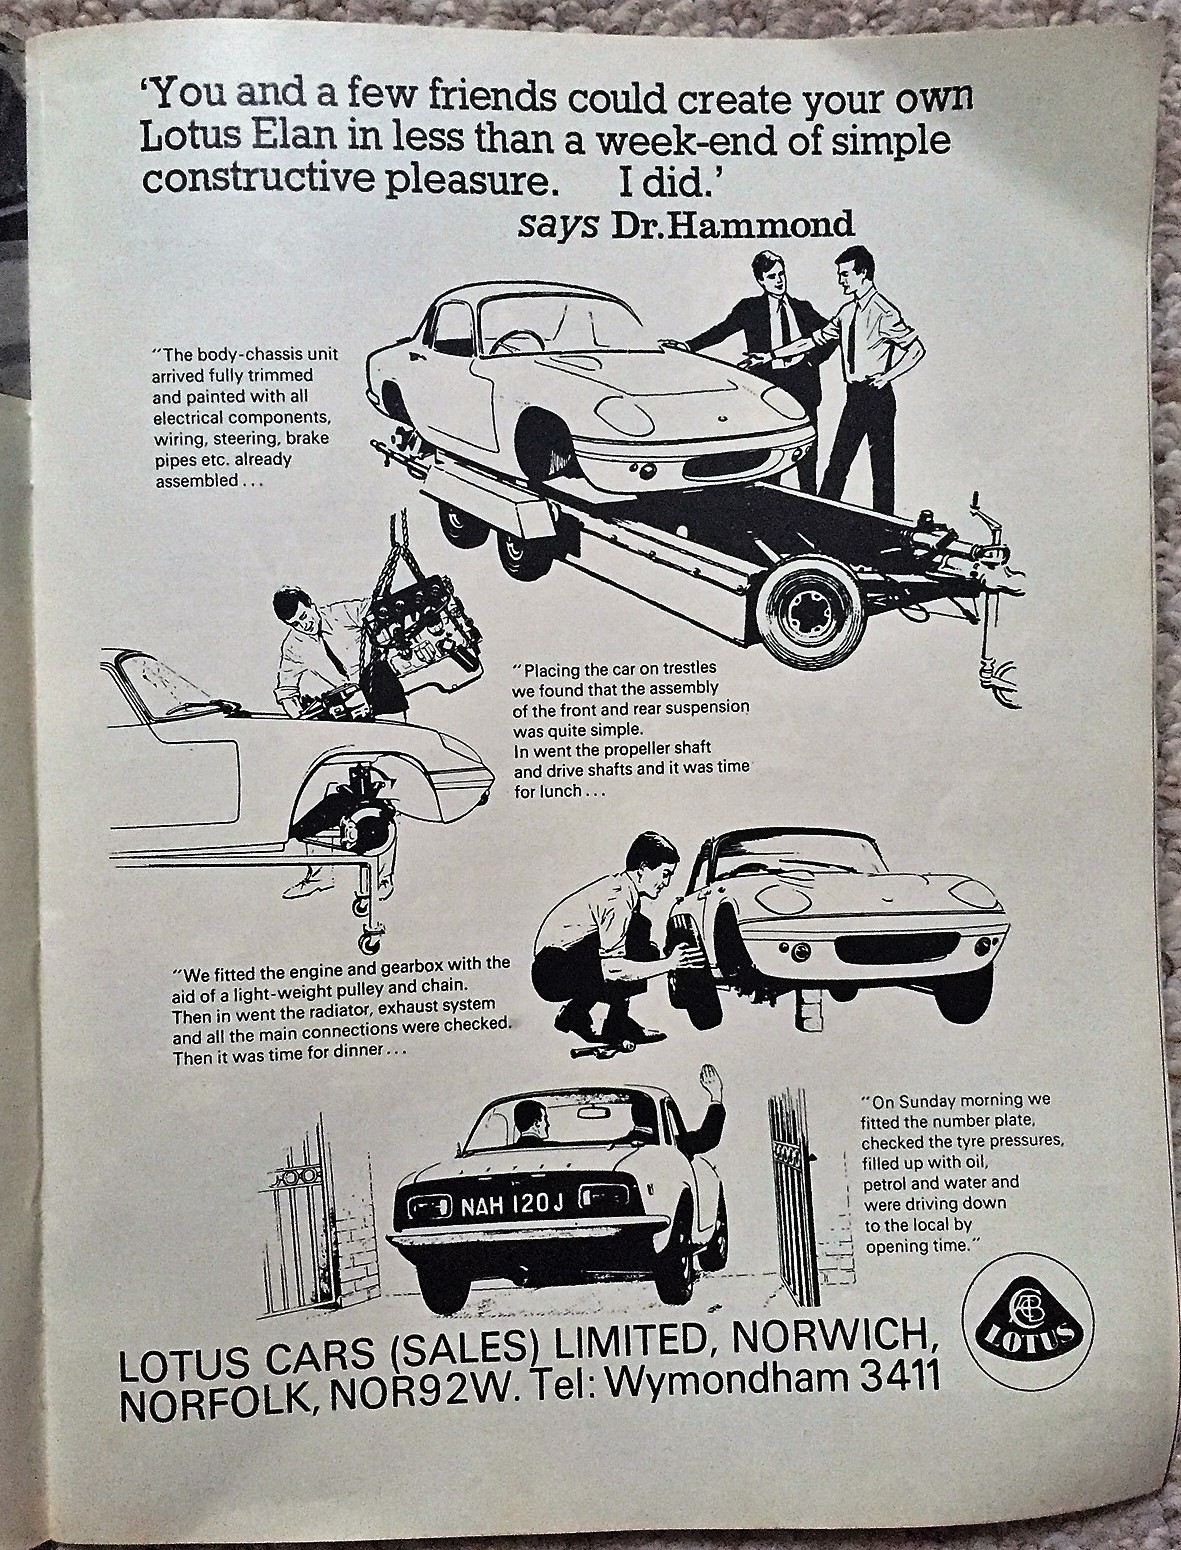 ‘You and a few friends could create your own
Lotus Elan in less than a week-end of simple
constructive pleasure. I did.’
says Dr.Hammond
“The body-chassis unit
arrived fully trimmed
and painted with all
electrical components,
wiring, steering, brake
pipes etc. already
assembled...
“Placing the car on trestles
we found that the assembly
of the front and rear suspension
was quite simple.
In went the propeller shaft
and drive shafts and it was time
for lunch...
“We fitted the engine and gearbox with the
aid of a light-weight pulley and chain.
Then in went the radiator, exhaust system
and all the main connections were checked.
Then it was time for dinner...
“On Sunday morning we
fitted the number plate,
checked the tyre pressures,
filled up with oil,
petrol and water and
were driving down
to the local by
opening time.”
NAH 120J
LOTUS
LOTUS CARS (SALES) LIMITED, NORWICH,
NORFOLK, NOR92W. Tel: Wymondham 3411